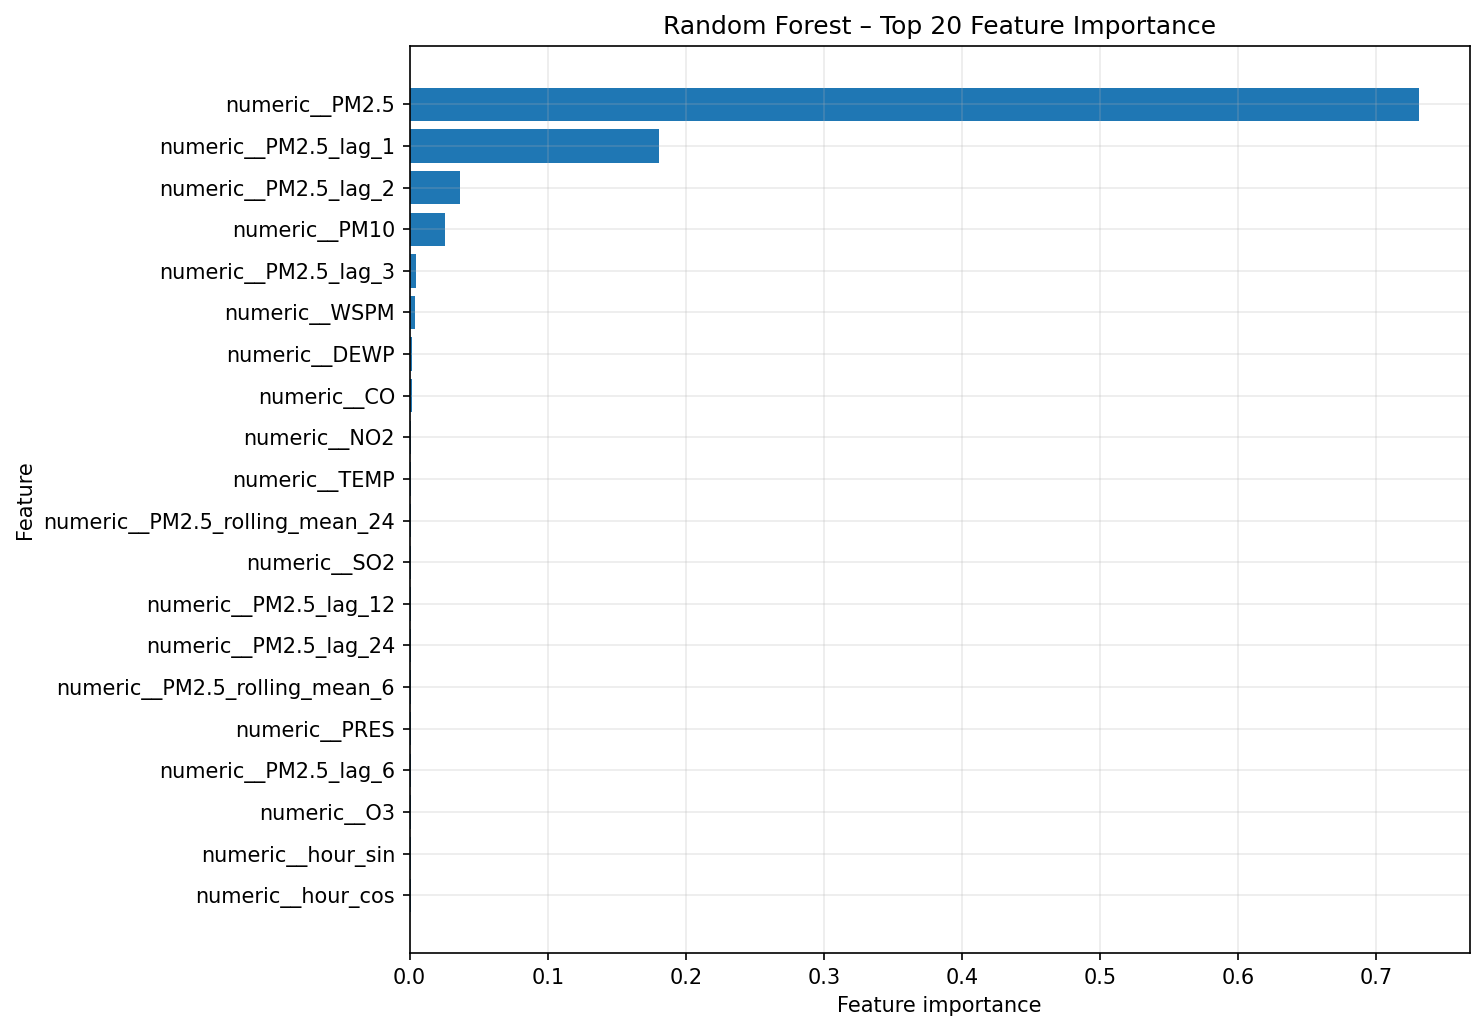 Random Forest – Top 20 Feature Importance
numeric__PM2.5
numeric__PM2.5_lag_1
numeric__PM2.5_lag_2
numeric__PM10
numeric__PM2.5_lag_3
numeric__WSPM
numeric__DEWP
numeric__CO
numeric__NO2
numeric__TEMP
numeric__PM2.5_rolling_mean_24
numeric__SO2
numeric__PM2.5_lag_12
numeric__PM2.5_lag_24
numeric__PM2.5_rolling_mean_6
numeric__PRES
numeric__PM2.5_lag_6
numeric__O3
numeric__hour_sin
numeric__hour_cos
Feature
0.0 0.1 0.2 0.3 0.4 0.5 0.6 0.7
Feature importance